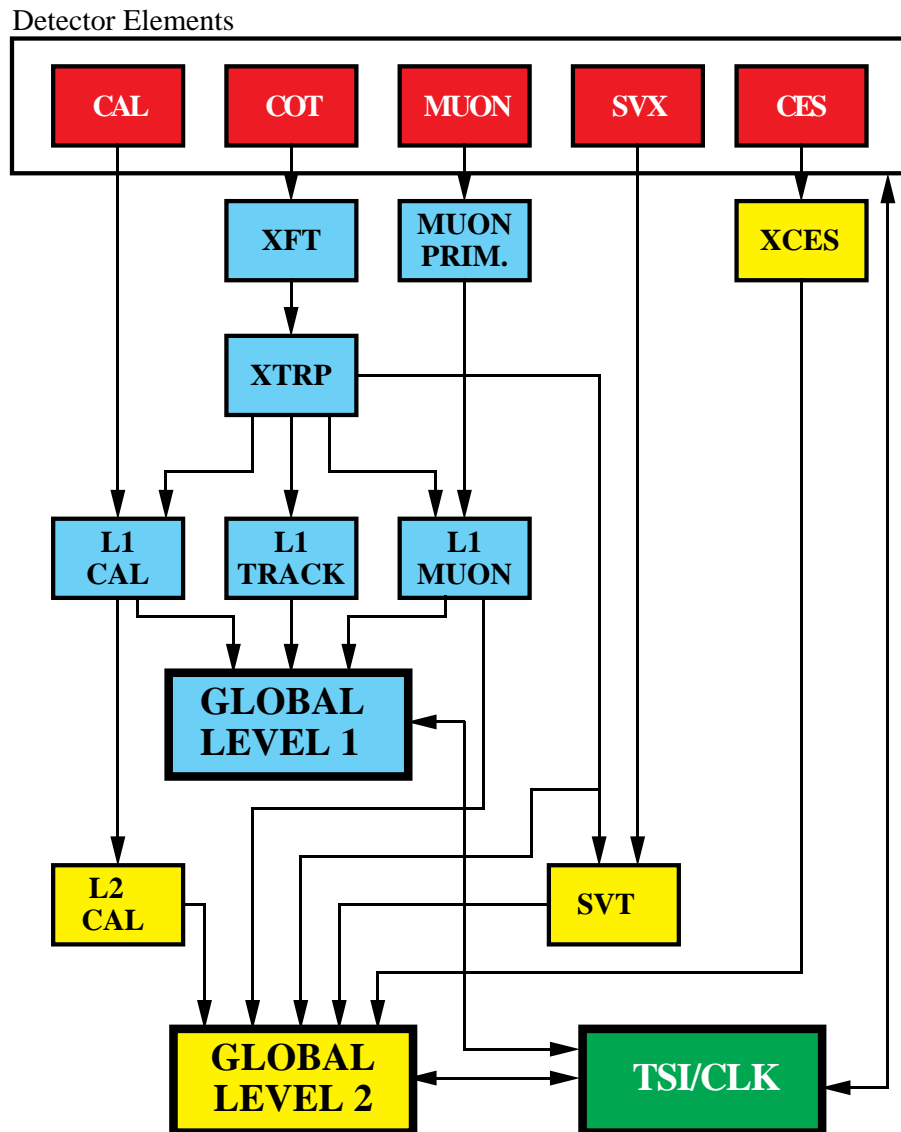 Detector Elements
CAL
COT
MUON
SVX
CES
XFT
MUON
PRIM.
XCES
XTRP
L1
CAL
L1
TRACK
L1
MUON
GLOBAL
LEVEL 1
L2
CAL
SVT
GLOBAL
LEVEL 2
TSI/CLK